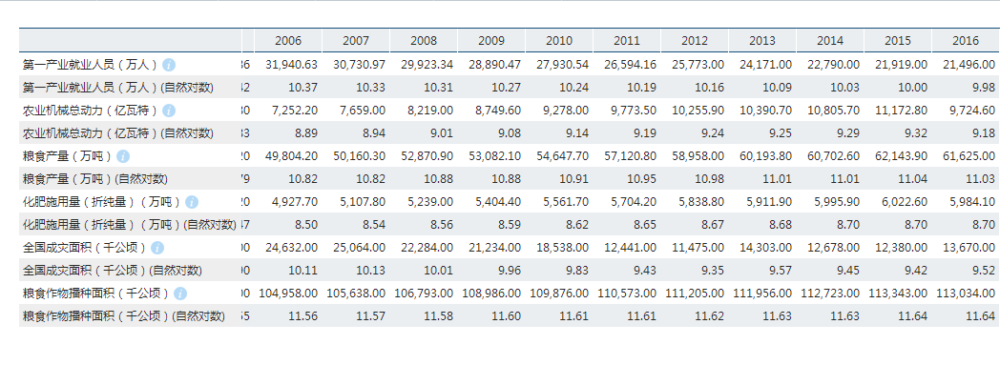 2006 2007 2008 2009 2010 2011 2012 2013 2014 2015 2016
第一产业就业人员（万人） i 36 31,940.63 30,730.97 29,923.34 28,890.47 27,930.54 26,594.16 25,773.00 24,171.00 22,790.00 21,919.00 21,496.00
第一产业就业人员（万人）(自然对数) 42 10.37 10.33 10.31 10.27 10.24 10.19 10.16 10.09 10.03 10.00 9.98
农业机械总动力（亿瓦特） i 30 7,252.20 7,659.00 8,219.00 8,749.60 9,278.00 9,773.50 10,255.90 10,390.70 10,805.70 11,172.80 9,724.60
农业机械总动力（亿瓦特）(自然对数) 33 8.89 8.94 9.01 9.08 9.14 9.19 9.24 9.25 9.29 9.32 9.18
粮食产量（万吨） i 20 49,804.20 50,160.30 52,870.90 53,082.10 54,647.70 57,120.80 58,958.00 60,193.80 60,702.60 62,143.90 61,625.00
粮食产量（万吨）(自然对数) 79 10.82 10.82 10.88 10.88 10.91 10.95 10.98 11.01 11.01 11.04 11.03
化肥施用量（折纯量）（万吨） i 20 4,927.70 5,107.80 5,239.00 5,404.40 5,561.70 5,704.20 5,838.80 5,911.90 5,995.90 6,022.60 5,984.10
化肥施用量（折纯量）（万吨）(自然对数) 47 8.50 8.54 8.56 8.59 8.62 8.65 8.67 8.68 8.70 8.70 8.70
全国成灾面积（千公顷） i 00 24,632.00 25,064.00 22,284.00 21,234.00 18,538.00 12,441.00 11,475.00 14,303.00 12,678.00 12,380.00 13,670.00
全国成灾面积（千公顷）(自然对数) 10.11 10.13 10.01 9.96 9.83 9.43 9.35 9.57 9.45 9.42 9.52
粮食作物播种面积（千公顷） i 00 104,958.00 105,638.00 106,793.00 108,986.00 109,876.00 110,573.00 111,205.00 111,956.00 112,723.00 113,343.00 113,034.00
粮食作物播种面积（千公顷）(自然对数) 55 11.56 11.57 11.58 11.60 11.61 11.61 11.62 11.63 11.63 11.64 11.64